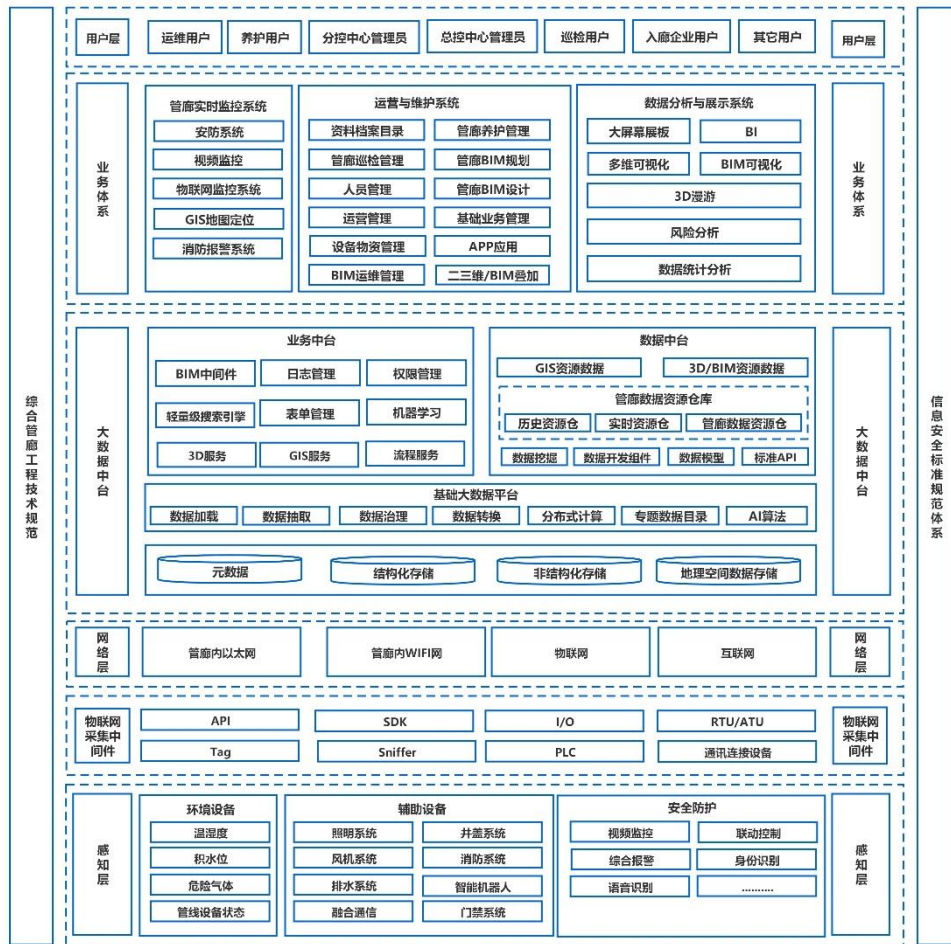 综合管廊工程技术规范
用户层
运维用户
养护用户
分控中心管理员
总控中心管理员
巡检用户
入廊企业用户
其它用户
用户层
业务体系
管廊实时监控系统
安防系统
视频监控
物联网监控系统
GIS地图定位
消防报警系统
运营与维护系统
资料档案目录
管廊养护管理
管廊巡检管理
管廊BIM规划
人员管理
管廊BIM设计
运营管理
基础业务管理
设备物资管理
APP应用
BIM运维管理
二三维/BIM叠加
数据分析与展示系统
大屏幕展板
BI
多维可视化
BIM可视化
3D漫游
风险分析
数据统计分析
业务体系
大数据中台
业务中台
BIM中间件
日志管理
权限管理
轻量级搜索引擎
表单管理
机器学习
3D服务
GIS服务
流程服务
数据中台
GIS资源数据
3D/BIM资源数据
管廊数据资源仓库
历史资源仓
实时资源仓
管廊数据资源仓
数据挖掘
数据开发组件
数据模型
标准API
基础大数据平台
数据加载
数据抽取
数据治理
数据转换
分布式计算
专题数据目录
AI算法
元数据
结构化存储
非结构化存储
地理空间数据存储
大数据中台
网络层
管廊内以太网
管廊内WIFI网
物联网
互联网
网络层
物联网
采集中
间件
API
SDK
I/O
RTU/ATU
Tag
Sniffer
PLC
通讯连接设备
物联网
采集中
间件
感知层
环境设备
温湿度
积水位
危险气体
管线设备状态
辅助设备
照明系统
井盖系统
风机系统
消防系统
排水系统
智能机器人
融合通信
门禁系统
安全防护
视频监控
联动控制
综合报警
身份识别
语音识别
..........
感知层
信息安全标准规范体系